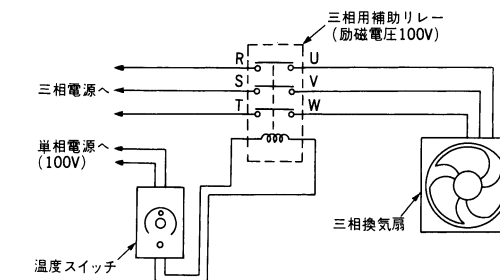 三相用補助リレー
(励磁電圧100V)
R U
三相電源へ S V
T W
単相電源へ
(100V)
三相換気扇
温度スイッチ